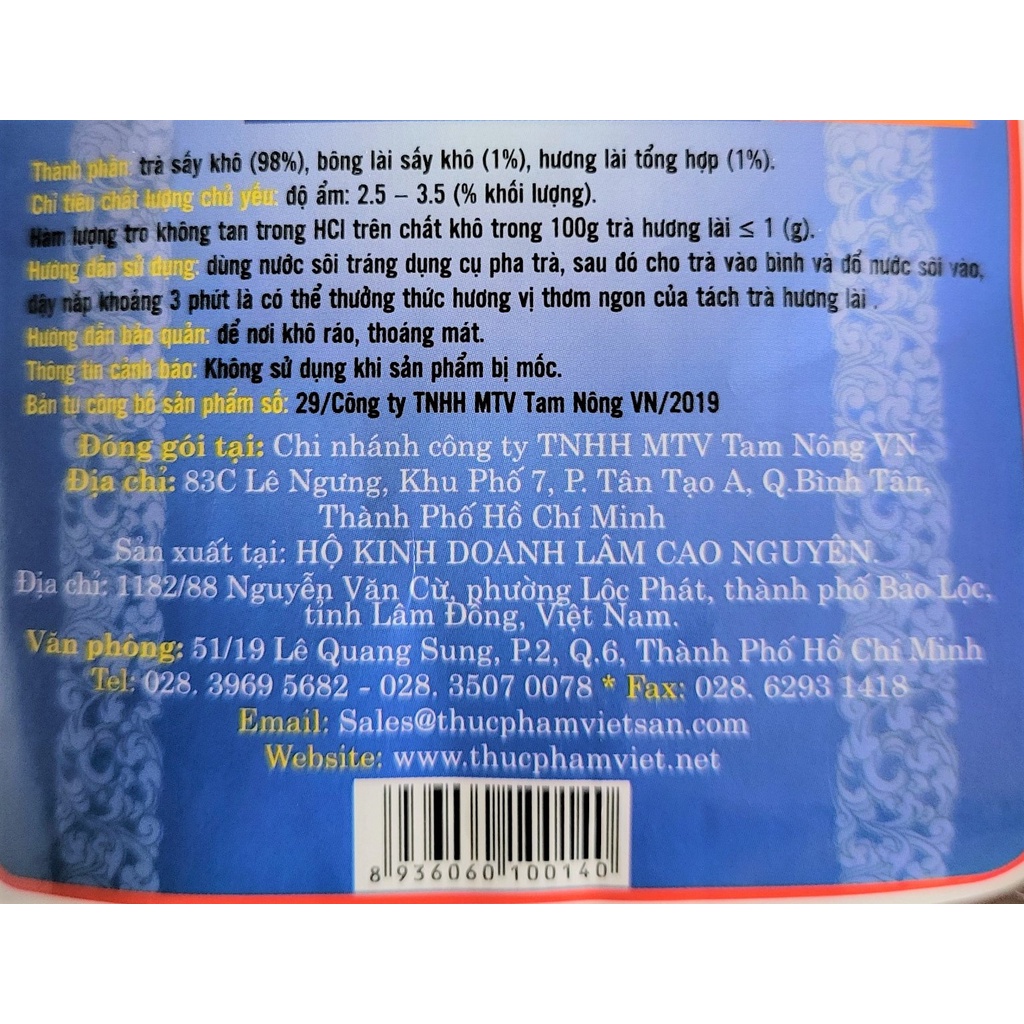 Thành phần: trà sấy khô (98%), bông lài sấy khô (1%), hương lài tổng hợp (1%).
Chỉ tiêu chất lượng chủ yếu: độ ẩm: 2.5 – 3.5 (% khối lượng).
Hàm lượng tro không tan trong HCl trên chất khô trong 100g trà hương lài ≤ 1 (g).
Hướng dẫn sử dụng: dùng nước sôi tráng dụng cụ pha trà, sau đó cho trà vào bình và đổ nước sôi vào,
đậy nắp khoảng 3 phút là có thể thưởng thức hương vị thơm ngon của tách trà hương lài .
Hướng dẫn bảo quản: để nơi khô ráo, thoáng mát.
Thông tin cảnh báo: Không sử dụng khi sản phẩm bị mốc.
Bản tự công bố sản phẩm số: 29/Công ty TNHH MTV Tam Nông VN/2019
Đóng gói tại: Chi nhánh công ty TNHH MTV Tam Nông VN
Địa chỉ: 83C Lê Ngưng, Khu Phố 7, P. Tân Tạo A, Q.Bình Tân,
Thành Phố Hồ Chí Minh
Sản xuất tại: HỘ KINH DOANH LÂM CAO NGUYÊN.
Địa chỉ: 1182/88 Nguyễn Văn Cừ, phường Lộc Phát, thành phố Bảo Lộc,
tỉnh Lâm Đồng, Việt Nam.
Văn phòng: 51/19 Lê Quang Sung, P.2, Q.6, Thành Phố Hồ Chí Minh
Tel: 028. 3969 5682 - 028. 3507 0078 * Fax: 028. 6293 1418
Email: Sales@thucphamvietsan.com
Website: www.thucphamviet.net
8 936060 100140